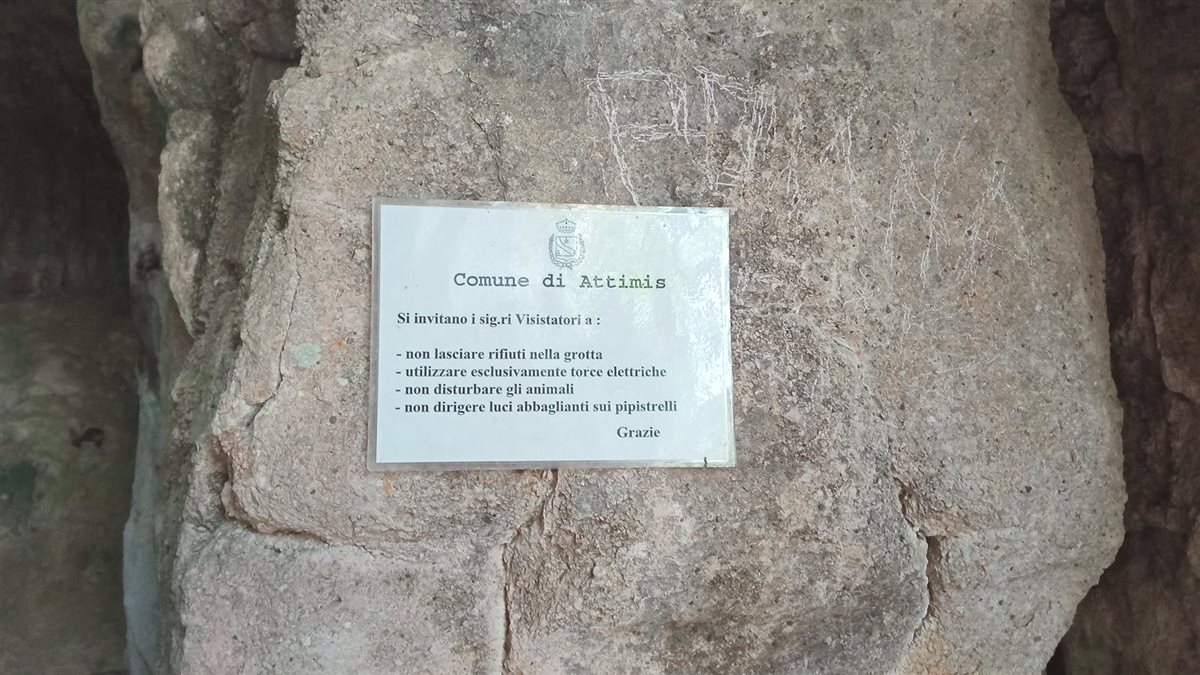 Comune di Attimis
Si invitano i sig.ri Visistatori a :
- non lasciare rifiuti nella grotta
- utilizzare esclusivamente torce elettriche
- non disturbare gli animali
- non dirigere luci abbaglianti sui pipistrelli
Grazie